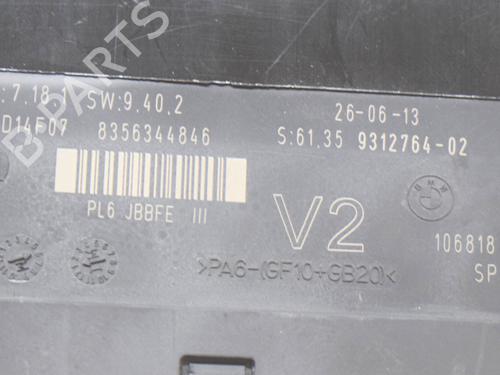 : 7.18.1 SW:9.40.2
26-06-13
D14F07 8356344846
S:61.35 9312764-02
PL6 JBBFE III
V2
BMW
106818
>PA6-(GF10+GB20)<
SP